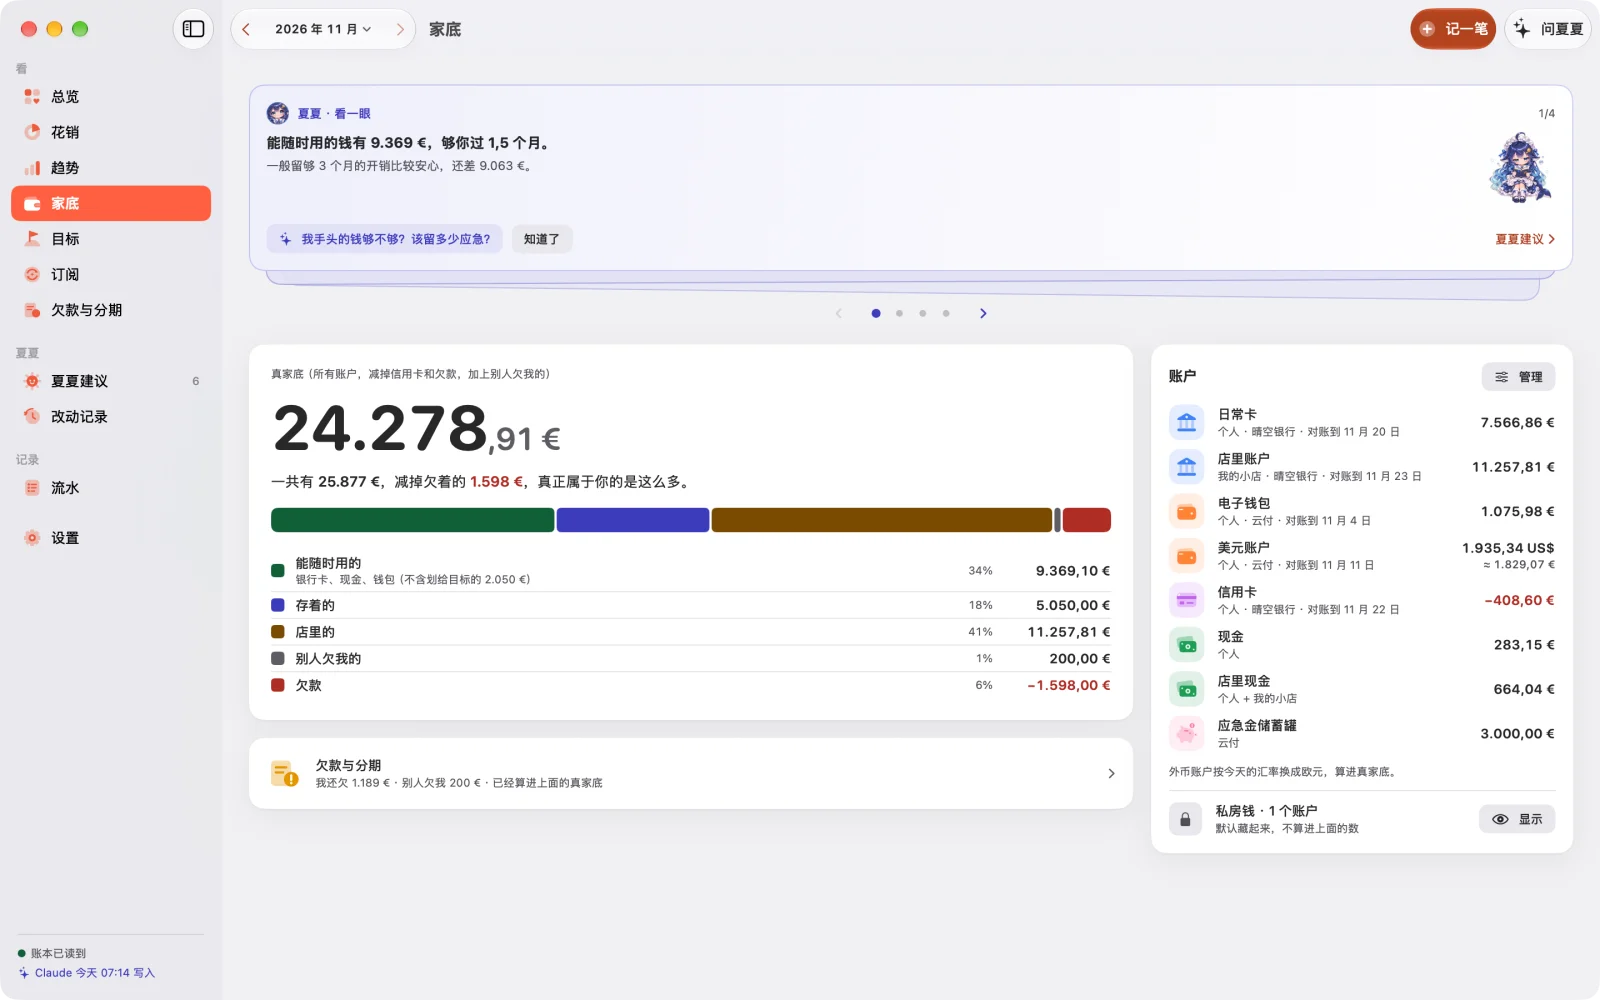 2026 年 11 月
家底
记一笔
问夏夏
看
总览
花销
趋势
家底
目标
订阅
欠款与分期
夏夏
夏夏建议 6
改动记录
记录
流水
设置
账本已读到
Claude 今天 07:14 写入
夏夏 · 看一眼
1/4
能随时用的钱有 9.369 €，够你过 1,5 个月。
一般留够 3 个月的开销比较安心，还差 9.063 €。
我手头的钱够不够？该留多少应急？
知道了
夏夏建议
真家底（所有账户，减掉信用卡和欠款，加上别人欠我的）
24.278,91 €
一共有 25.877 €，减掉欠着的 1.598 €，真正属于你的是这么多。
能随时用的
银行卡、现金、钱包（不含划给目标的 2.050 €）
34% 9.369,10 €
存着的 18% 5.050,00 €
店里的 41% 11.257,81 €
别人欠我的 1% 200,00 €
欠款 6% −1.598,00 €
欠款与分期
我还欠 1.189 € · 别人欠我 200 € · 已经算进上面的真家底
账户
管理
日常卡
个人 · 晴空银行 · 对账到 11 月 20 日
7.566,86 €
店里账户
我的小店 · 晴空银行 · 对账到 11 月 23 日
11.257,81 €
电子钱包
个人 · 云付 · 对账到 11 月 4 日
1.075,98 €
美元账户
个人 · 云付 · 对账到 11 月 11 日
1.935,34 US$
≈ 1.829,07 €
信用卡
个人 · 晴空银行 · 对账到 11 月 22 日
−408,60 €
现金
个人
283,15 €
店里现金
个人 + 我的小店
664,04 €
应急金储蓄罐
云付
3.000,00 €
外币账户按今天的汇率换成欧元，算进真家底。
私房钱 · 1 个账户
默认藏起来，不算进上面的数
显示